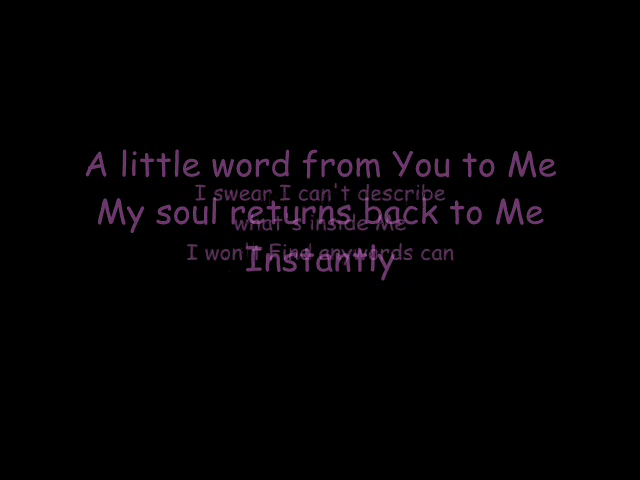 A little word from You to Me
I swear I can't describe
My soul returns back to Me
what's inside Me
I won't Find anywords can
Instantly